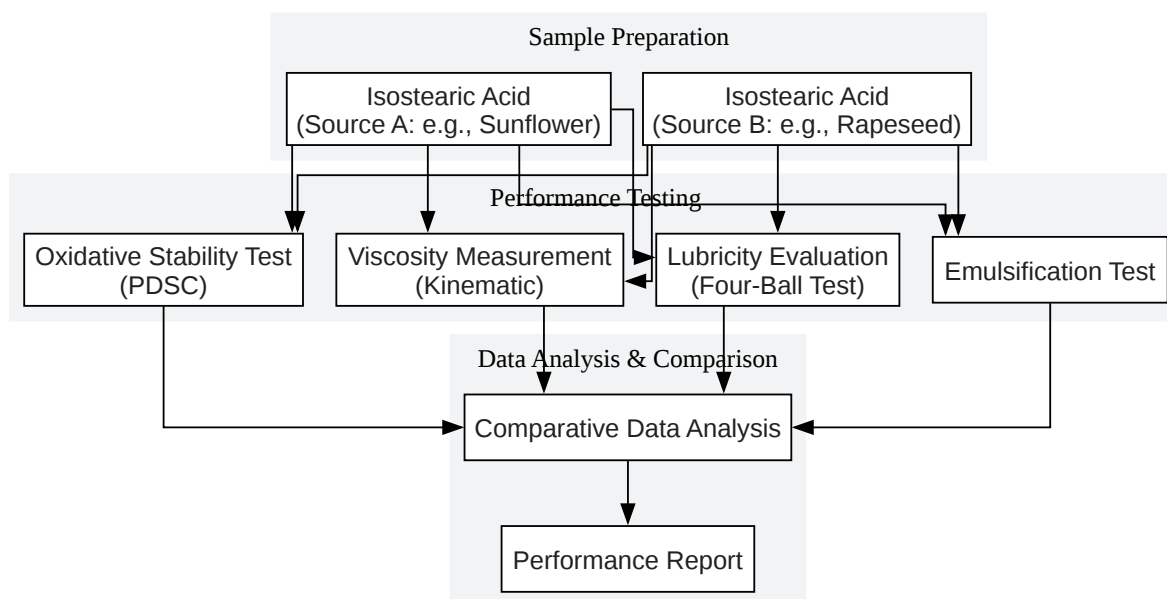 Sample Preparation
Isostearic Acid
(Source A: e.g., Sunflower)
Isostearic Acid
(Source B: e.g., Rapeseed)
Performance Testing
Oxidative Stability Test
(PDSC)
Viscosity Measurement
(Kinematic)
Lubricity Evaluation
(Four-Ball Test)
Emulsification Test
Data Analysis & Comparison
Comparative Data Analysis
Performance Report